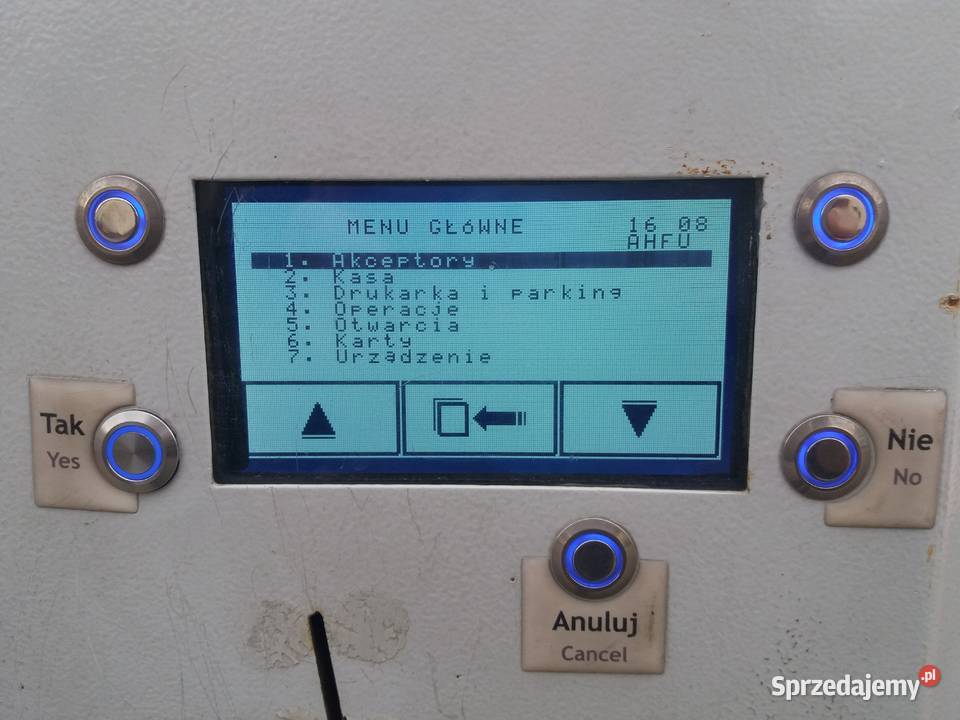 MENU GŁÓWNE 16 08
AHFU
1. Akceptory
2. Kasa
3. Drukarka i parking
4. Operacje
5. Otwarcia
6. Karty
7. Urządzenie
Tak
Yes
Nie
No
Anuluj
Cancel
Sprzedajemy.pl